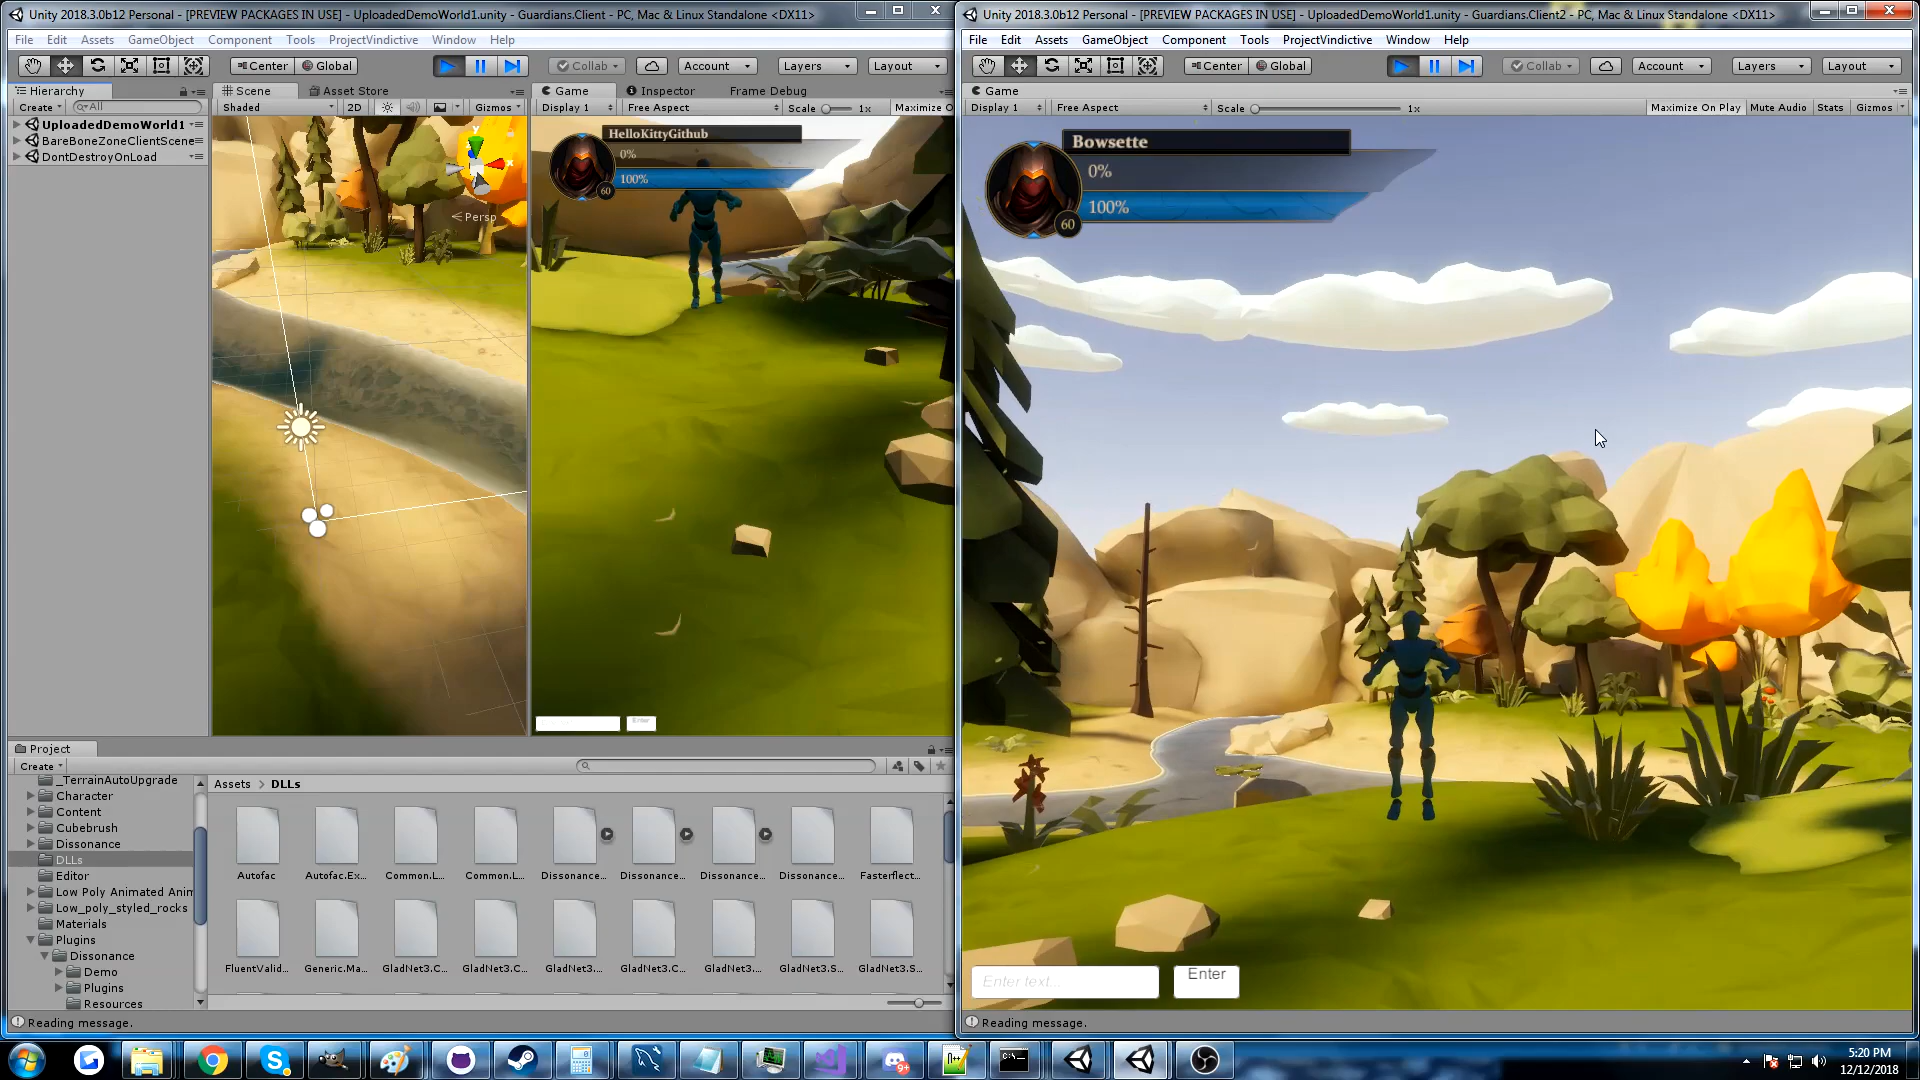 Unity 2018.3.0b12 Personal - [PREVIEW PACKAGES IN USE] - UploadedDemoWorld1.unity - Guardians.Client - PC, Mac & Linux Standalone <DX11>
File Edit Assets GameObject Component Tools ProjectVindictive Window Help
Center Global Collab Account Layers Layout
Hierarchy
Create All
UploadedDemoWorld1
BareBoneZoneClientScene
DontDestroyOnLoad
Scene Asset Store
Shaded 2D Gizmos
y
x
Persp
Game Inspector Frame Debug
Display 1 Free Aspect Scale 1x Maximize O
HelloKittyGithub
0%
100%
60
Enter
Project
Create
_TerrainAutoUpgrade
Character
Content
Cubebrush
Dissonance
DLLs
Editor
Low Poly Animated Anim
Low_poly_styled_rocks
Materials
Plugins
Dissonance
Demo
Plugins
Resources
Assets > DLLs
Autofac Autofac.Ex... Common.L... Common.L... Dissonance... Dissonance... Dissonance... Dissonance... Fasterflect...
FluentValid... Generic.Ma... GladNet3.C... GladNet3.C... GladNet3.... GladNet3.C... GladNet3.... GladNet3.S... GladNet3.S...
Reading message.
Unity 2018.3.0b12 Personal - [PREVIEW PACKAGES IN USE] - UploadedDemoWorld1.unity - Guardians.Client2 - PC, Mac & Linux Standalone <DX11>
File Edit Assets GameObject Component Tools ProjectVindictive Window Help
Center Global Collab Account Layers Layout
Game
Display 1 Free Aspect Scale 1x Maximize On Play Mute Audio Stats Gizmos
Bowsette
0%
100%
60
Enter text...
Enter
Reading message.
9+
5:20 PM
12/12/2018